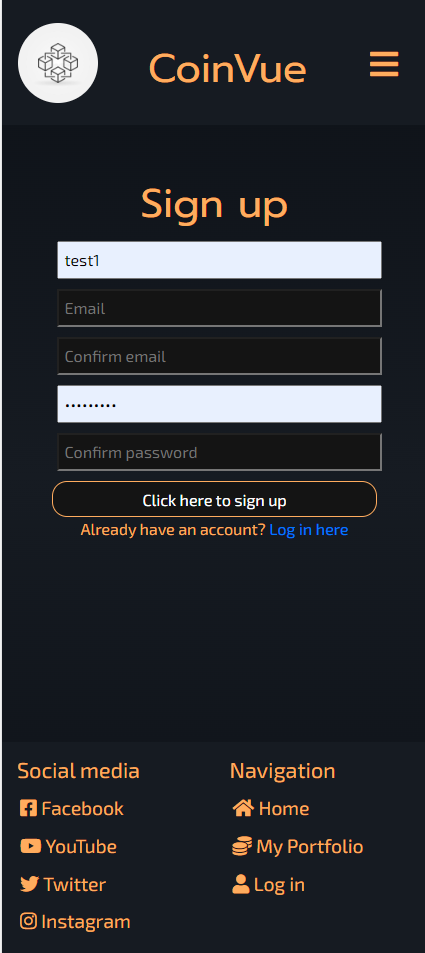 CoinVue
Sign up
test1
Email
Confirm email
•••••••••
Confirm password
Click here to sign up
Already have an account? Log in here
Social media
Facebook
YouTube
Twitter
Instagram
Navigation
Home
My Portfolio
Log in